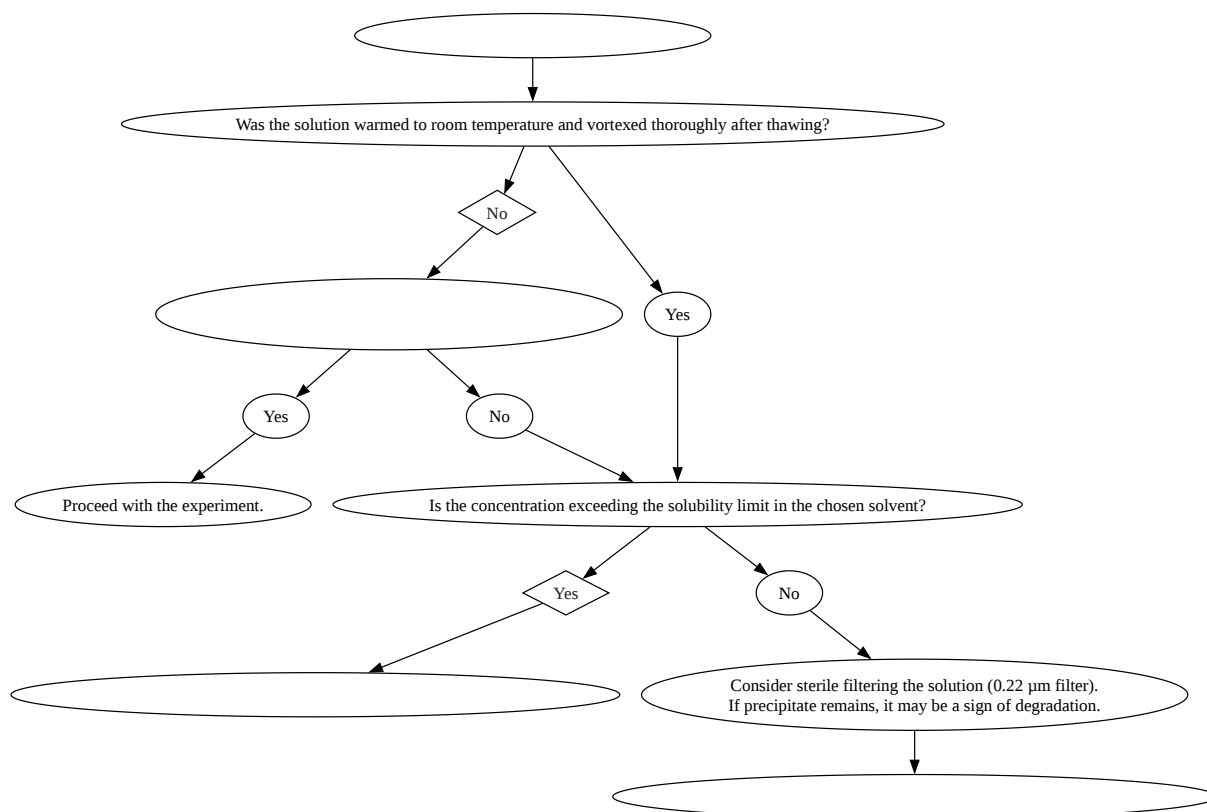 Was the solution warmed to room temperature and vortexed thoroughly after thawing?
No
Yes
Yes
No
Proceed with the experiment.
Is the concentration exceeding the solubility limit in the chosen solvent?
Yes
No
Consider sterile filtering the solution (0.22 µm filter).
If precipitate remains, it may be a sign of degradation.